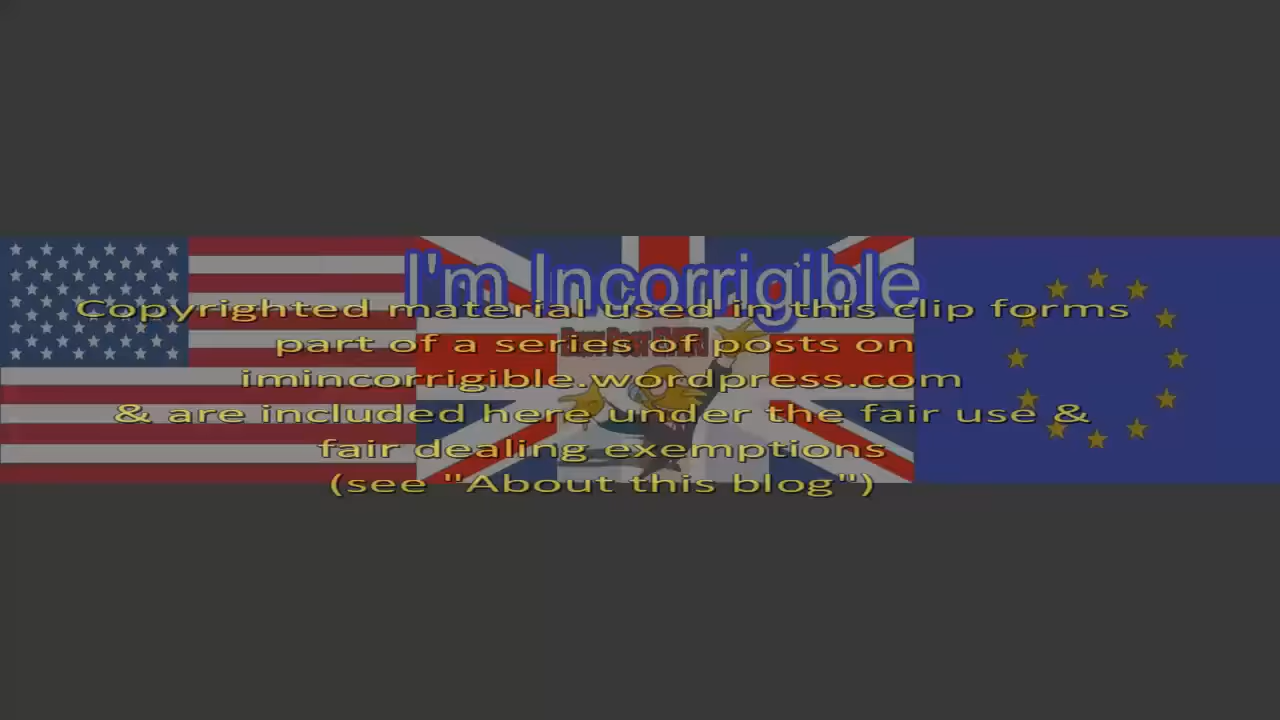 I'm Incorrigible
Copyrighted material used in this clip forms
part of a series of posts on
imincorrigible.wordpress.com
& are included here under the fair use &
fair dealing exemptions
(see "About this blog")